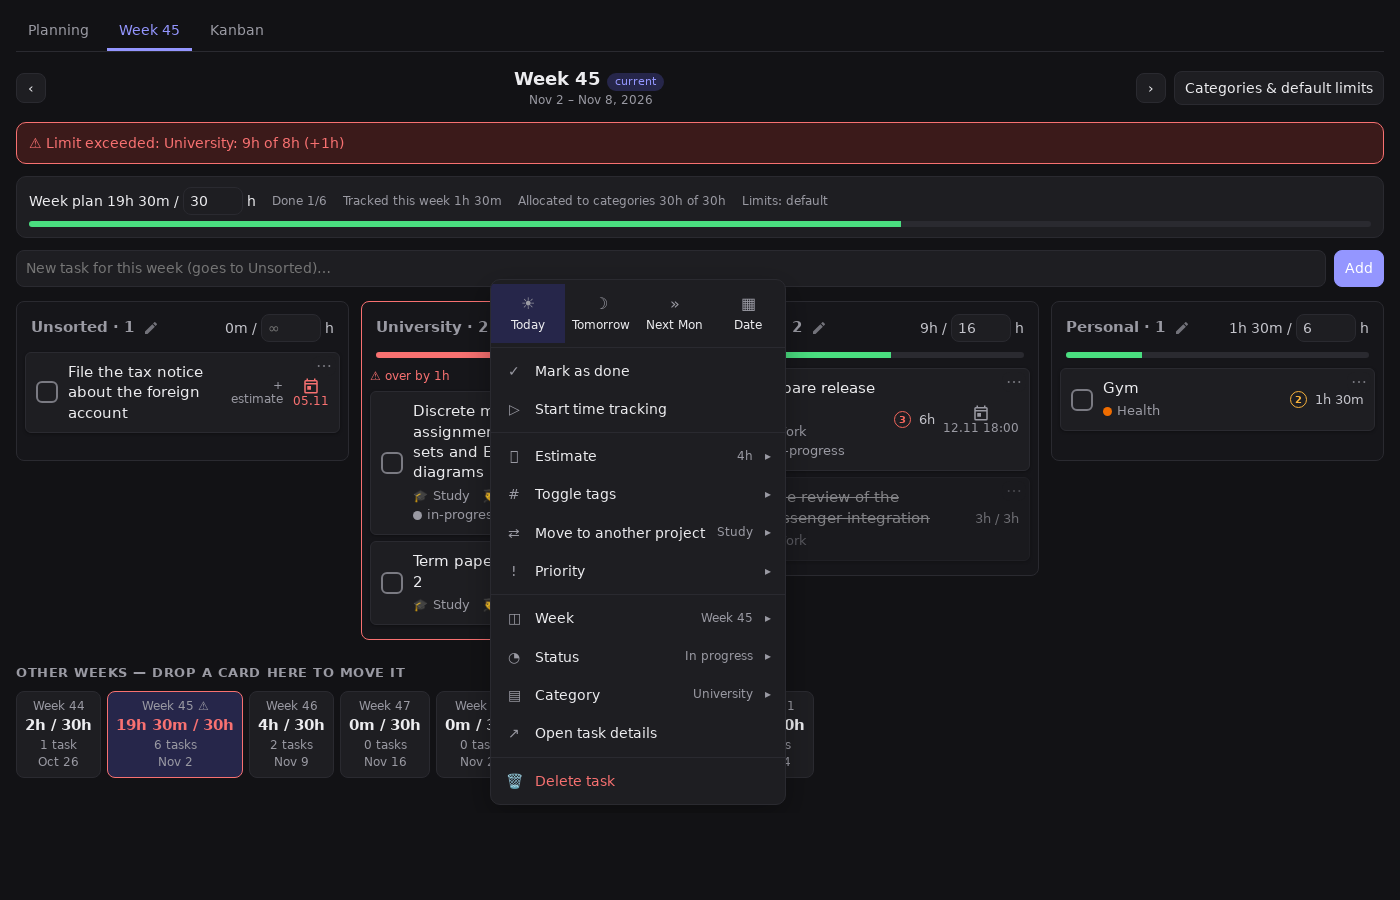 Planning Week 45 Kanban
‹ Week 45 current › Categories & default limits
Nov 2 – Nov 8, 2026
⚠ Limit exceeded: University: 9h of 8h (+1h)
Week plan 19h 30m / 30 h Done 1/6 Tracked this week 1h 30m Allocated to categories 30h of 30h Limits: default
New task for this week (goes to Unsorted)...
Add
Unsorted · 1 0m / ∞ h
File the tax notice
about the foreign
account
+
estimate
05.11
University · 2
⚠ over by 1h
Discrete
assignmen
sets and E
diagrams
Study
in-progres
Term pape
2
Study
Today Tomorrow Next Mon Date
✓ Mark as done
▷ Start time tracking
Estimate 4h ▸
# Toggle tags ▸
⇄ Move to another project Study ▸
! Priority ▸
Week Week 45 ▸
Status In progress ▸
Category University ▸
↗ Open task details
Delete task
2 9h / 16 h
pare release
3 6h
12.11 18:00
ork
-progress
e review of the
ssenger integration
3h / 3h
ork
Personal · 1 1h 30m / 6 h
Gym
Health
2 1h 30m
OTHER WEEKS — DROP A CARD HERE TO MOVE IT
Week 44
2h / 30h
1 task
Oct 26
Week 45 ⚠
19h 30m / 30h
6 tasks
Nov 2
Week 46
4h / 30h
2 tasks
Nov 9
Week 47
0m / 30h
0 tasks
Nov 16
Week
0m / 3
0 tas
Nov 2
1
0h
s
4